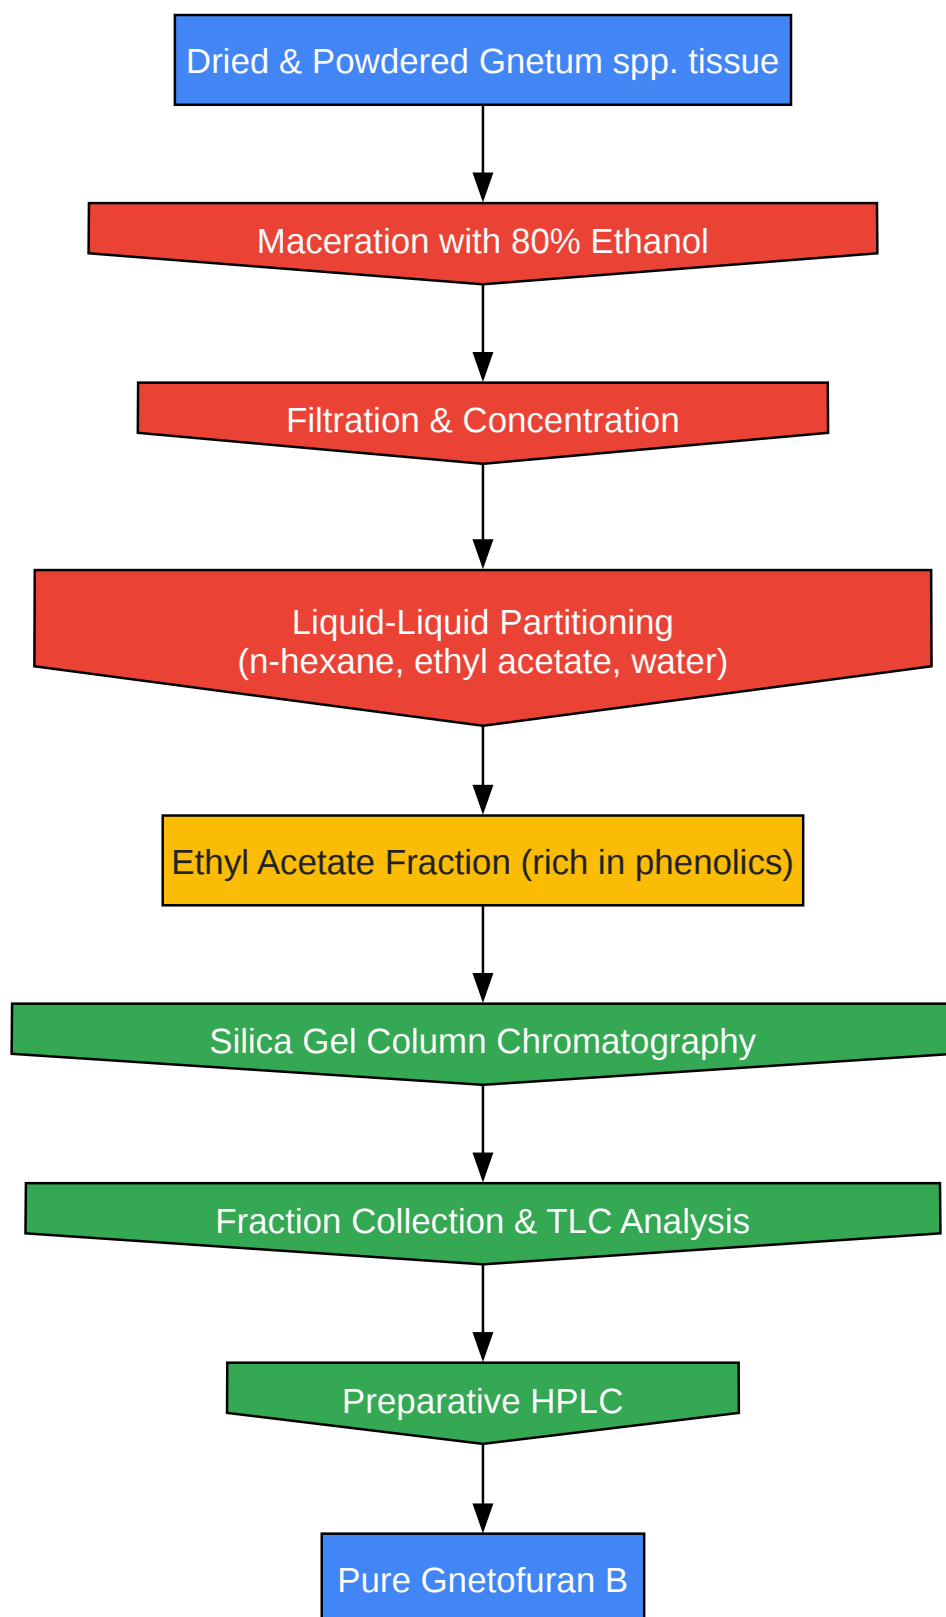 Dried & Powdered Gnetum spp. tissue
Maceration with 80% Ethanol
Filtration & Concentration
Liquid-Liquid Partitioning
(n-hexane, ethyl acetate, water)
Ethyl Acetate Fraction (rich in phenolics)
Silica Gel Column Chromatography
Fraction Collection & TLC Analysis
Preparative HPLC
Pure Gnetofuran B